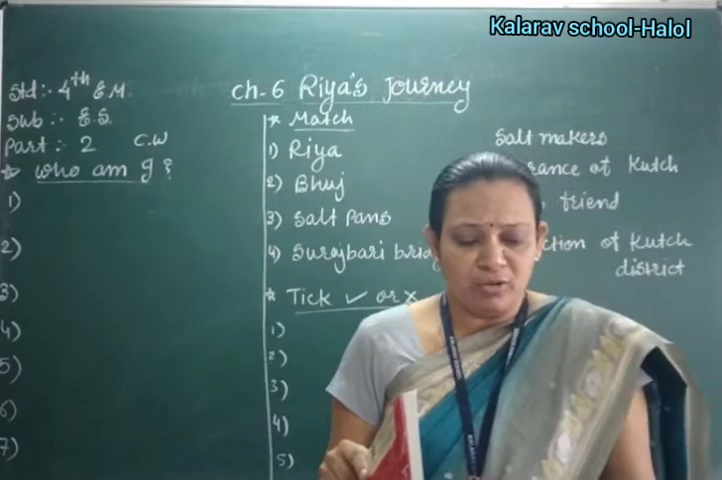 Kalarav school-Halol
Std:- 4th E.M.
Sub:- E.S.
Part:- 2 C.W
* who am I?
1)
2)
3)
4)
5)
6)
7)
Ch-6 Riya's Journey
* Match
1) Riya
2) Bhuj
3) Salt Pans
4) Surajbari
* Tick ✓ or x
1)
2)
3)
4)
5)
Salt makers
of Kutch
friend
of Kutch
district